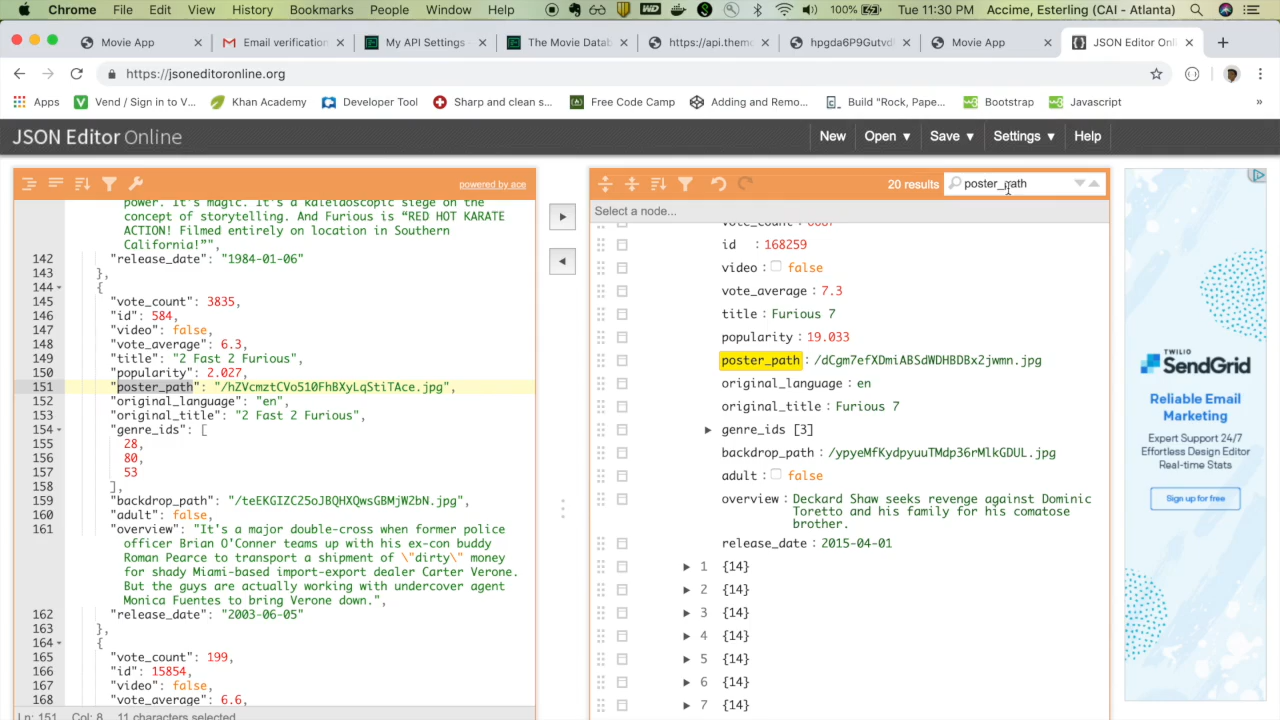 Chrome File Edit View History Bookmarks People Window Help 100% Tue 11:30 PM Accime, Esterling (CAI - Atlanta)
Movie App Email verification My API Settings - The Movie Datab https://api.themo hpgda6P9Gutvdl Movie App JSON Editor Onli
https://jsoneditoronline.org
Apps Vend / Sign in to V... Khan Academy Developer Tool Sharp and clean s... Free Code Camp Adding and Remo... Build "Rock, Pape... Bootstrap Javascript »
JSON Editor Online New Open Save Settings Help
powered by ace
power. It's magic. It's a kaleidoscopic siege on the
concept of storytelling. And Furious is “RED HOT KARATE
ACTION! Filmed entirely on location in Southern
California!”",
142 "release_date": "1984-01-06"
143 },
144 {
145 "vote_count": 3835,
146 "id": 584,
147 "video": false,
148 "vote_average": 6.3,
149 "title": "2 Fast 2 Furious",
150 "popularity": 2.027,
151 "poster_path": "/hZVcmztCVo510FhBXyLqStiTAce.jpg",
152 "original_language": "en",
153 "original_title": "2 Fast 2 Furious",
154 "genre_ids": [
155 28,
156 80,
157 53
158 ],
159 "backdrop_path": "/teEKGIZC25oJBQHXQwsGBMjW2bN.jpg",
160 "adult": false,
161 "overview": "It's a major double-cross when former police
officer Brian O'Conner teams up with his ex-con buddy
Roman Pearce to transport a shipment of \"dirty\" money
for shady Miami-based import-export dealer Carter Verone.
But the guys are actually working with undercover agent
Monica Fuentes to bring Verone down.",
162 "release_date": "2003-06-05"
163 },
164 {
165 "vote_count": 199,
166 "id": 15854,
167 "video": false,
168 "vote_average": 6.6,
Ln: 151 Col: 8 11 characters selected
20 results poster_path
Select a node...
vote_count :
id : 168259
video : false
vote_average : 7.3
title : Furious 7
popularity : 19.033
poster_path : /dCgm7efXDmiABSdWDHBDBx2jwmn.jpg
original_language : en
original_title : Furious 7
genre_ids [3]
backdrop_path : /ypyeMfKydpyuuTMdp36rMlkGDUL.jpg
adult : false
overview : Deckard Shaw seeks revenge against Dominic
Toretto and his family for his comatose
brother.
release_date : 2015-04-01
1 {14}
2 {14}
3 {14}
4 {14}
5 {14}
6 {14}
7 {14}
TWILIO
SendGrid
Reliable Email
Marketing
Expert Support 24/7
Effortless Design Editor
Real-time Stats
Sign up for free